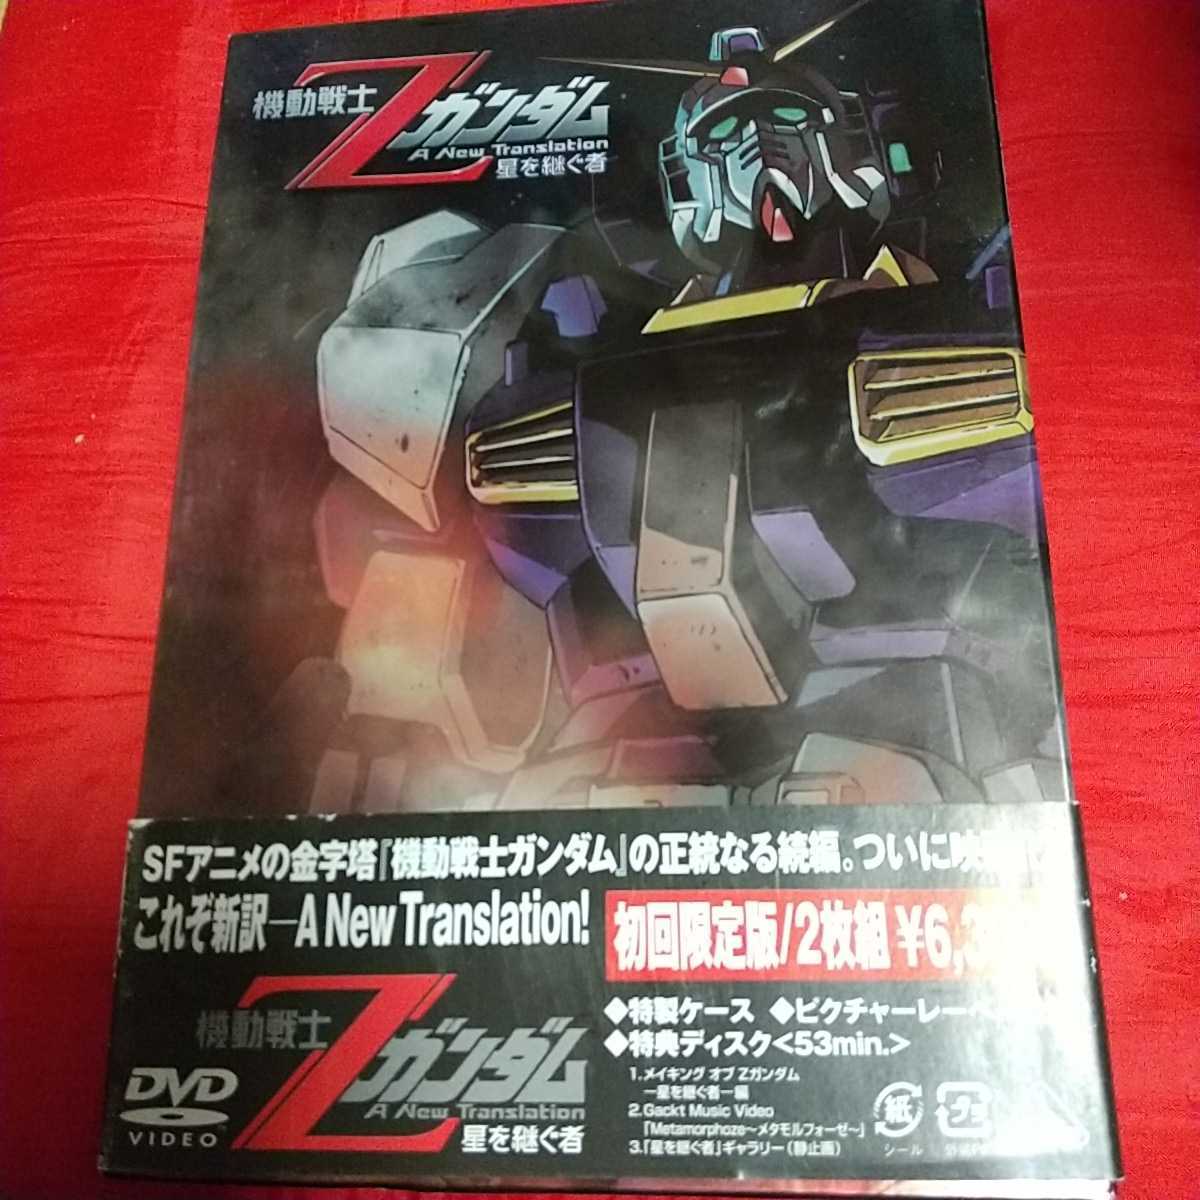 機動戦士Zガンダム
A New Translation
星を継ぐ者
SFアニメの金字塔『機動戦士ガンダム』の正統なる続編。ついに
これぞ新訳―A New Translation!
初回限定版/2枚組 ¥6,3
◆特製ケース ◆ピクチャーレー
◆特典ディスク<53min.>
1.メイキング オブ Zガンダム
―星を継ぐ者―編
2.Gackt Music Video
「Metamorphoze～メタモルフォーゼ～」
3.「星を継ぐ者」ギャラリー(静止画)
機動戦士Zガンダム
A New Translation
星を継ぐ者
DVD
VIDEO
紙
シール
プラ